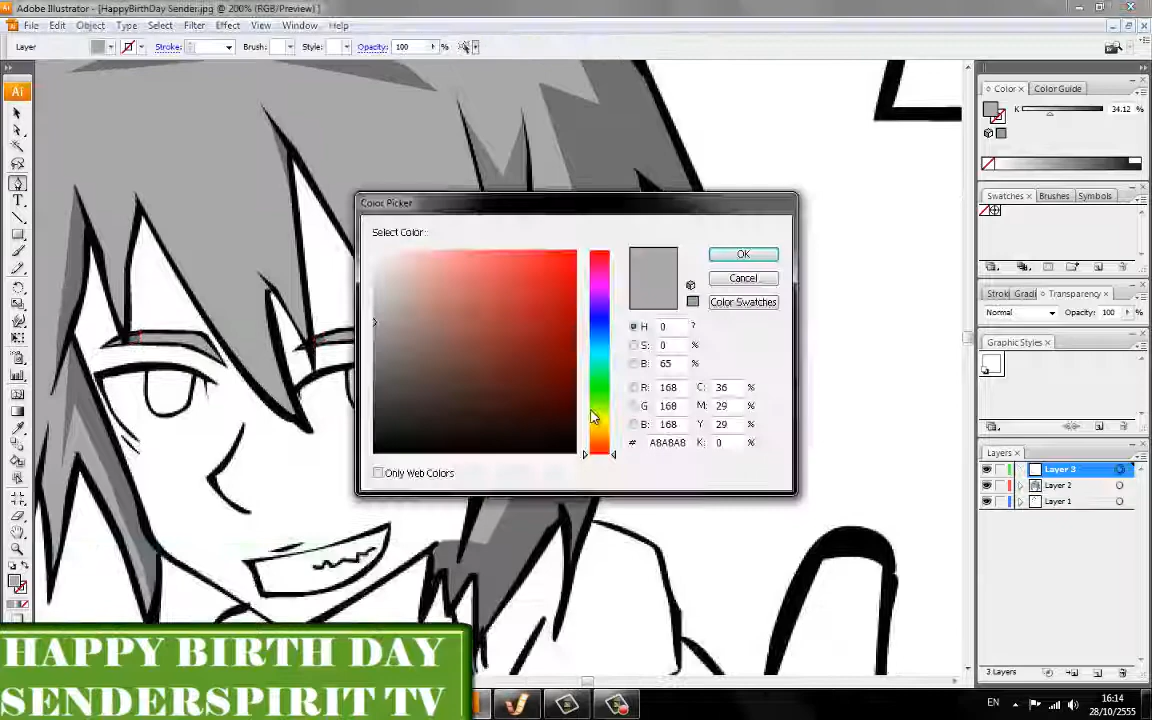 Adobe Illustrator - [HappyBirthDay Sender.jpg @ 200% (RGB/Preview) ]
File Edit Object Type Select Filter Effect View Window Help
Layer Stroke: Brush: Style: Opacity: 100 %
Ai
Color Color Guide
K 34.12 %
Swatches Brushes Symbols
Color Picker
Select Color:
OK
Cancel
Color Swatches
H 0
S: 0 %
B: 65 %
R: 168 C: 36 %
G 168 M: 29 %
B: 168 Y: 29 %
# A8A8A8 K: 0 %
Only Web Colors
Strok Gradi Transparency
Normal Opacity: 100 %
Graphic Styles
Layers
Layer 3
Layer 2
Layer 1
3 Layers
HAPPY BIRTH DAY
SENDERSPIRIT TV
EN 16:14
28/10/2555